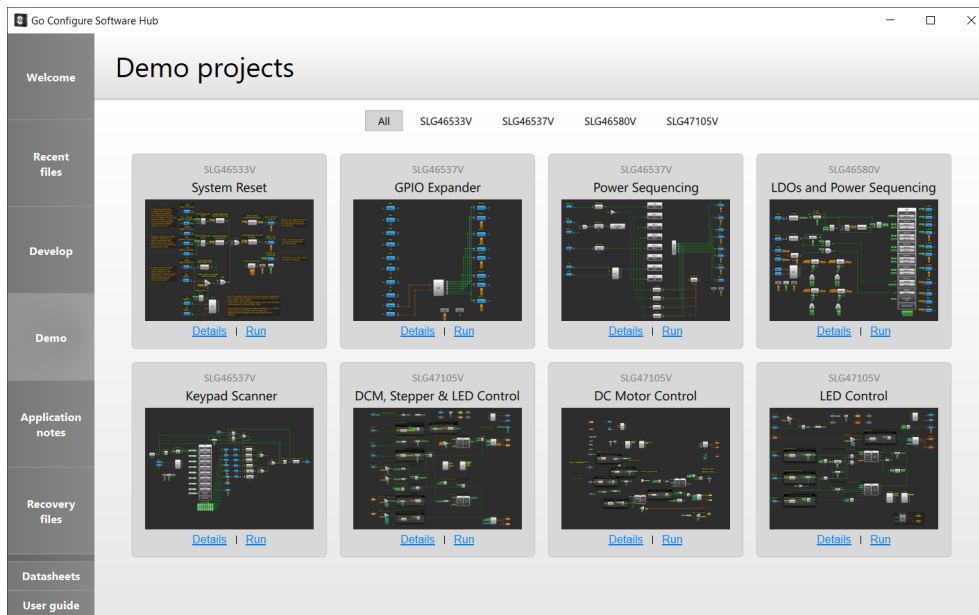 Go Configure Software Hub
Welcome
Recent
files
Develop
Demo
Application
notes
Recovery
files
Datasheets
User guide
Demo projects
All SLG46533V SLG46537V SLG46580V SLG47105V
SLG46533V
System Reset
Details | Run
SLG46537V
GPIO Expander
Details | Run
SLG46537V
Power Sequencing
Details | Run
SLG46580V
LDOs and Power Sequencing
Details | Run
SLG46537V
Keypad Scanner
Details | Run
SLG47105V
DCM, Stepper & LED Control
Details | Run
SLG47105V
DC Motor Control
Details | Run
SLG47105V
LED Control
Details | Run